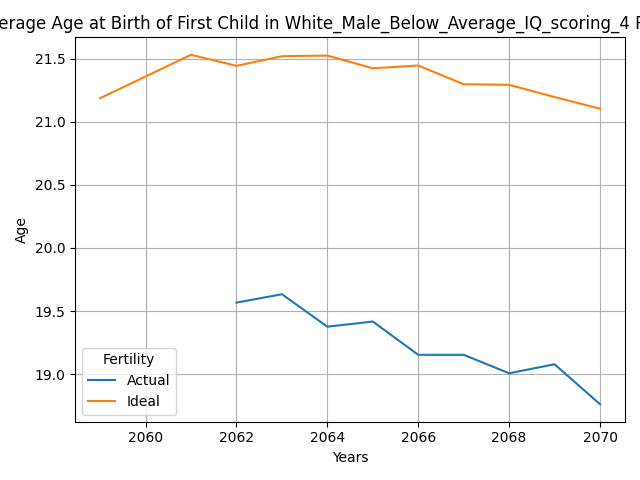 erage Age at Birth of First Child in White_Male_Below_Average_IQ_scoring_4
21.5
21.0
20.5
20.0
19.5
19.0
Age
Fertility
Actual
Ideal
2060 2062 2064 2066 2068 2070
Years